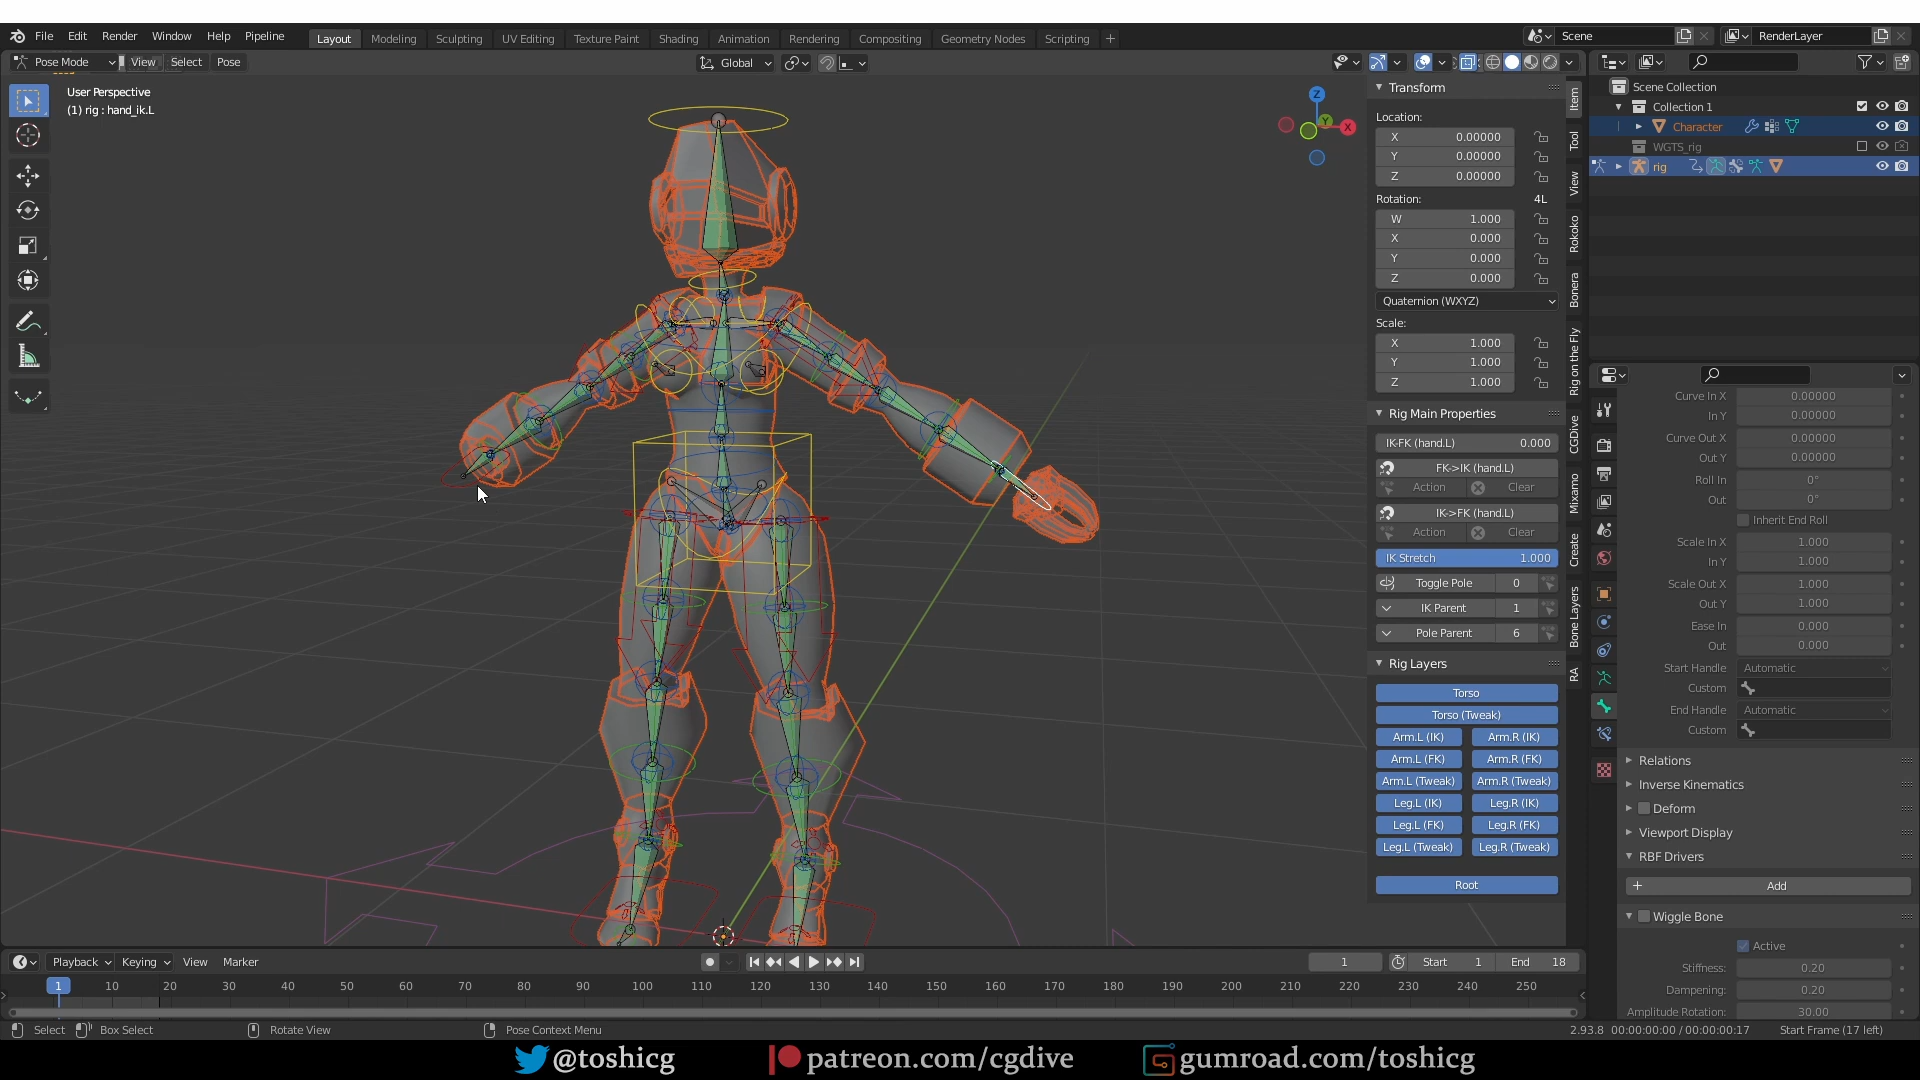 File Edit Render Window Help Pipeline Layout Modeling Sculpting UV Editing Texture Paint Shading Animation Rendering Compositing Geometry Nodes Scripting + Scene RenderLayer
Pose Mode View Select Pose Global
User Perspective
(1) rig : hand_ik.L
Z
Y
X
Transform
Location:
X 0.00000
Y 0.00000
Z 0.00000
Rotation: 4L
W 1.000
X 0.000
Y 0.000
Z 0.000
Quaternion (WXYZ)
Scale:
X 1.000
Y 1.000
Z 1.000
Rig Main Properties
IK-FK (hand.L) 0.000
FK->IK (hand.L)
Action Clear
IK->FK (hand.L)
Action Clear
IK Stretch 1.000
Toggle Pole 0
IK Parent 1
Pole Parent 6
Rig Layers
Torso
Torso (Tweak)
Arm.L (IK) Arm.R (IK)
Arm.L (FK) Arm.R (FK)
Arm.L (Tweak) Arm.R (Tweak)
Leg.L (IK) Leg.R (IK)
Leg.L (FK) Leg.R (FK)
Leg.L (Tweak) Leg.R (Tweak)
Root
Item
Tool
View
Rokoko
Bonera
Rig on the Fly
CGDive
Mixamo
Create
Bone Layers
RA
Scene Collection
Collection 1
Character
WGTS_rig
rig
Curve In X 0.00000
In Y 0.00000
Curve Out X 0.00000
Out Y 0.00000
Roll In 0°
Out 0°
Inherit End Roll
Scale In X 1.000
In Y 1.000
Scale Out X 1.000
Out Y 1.000
Ease In 0.000
Out 0.000
Start Handle Automatic
Custom
End Handle Automatic
Custom
Relations
Inverse Kinematics
Deform
Viewport Display
RBF Drivers
+ Add
Wiggle Bone
Active
Stiffness: 0.20
Dampening: 0.20
Amplitude Rotation: 30.00
Playback Keying View Marker 1 Start 1 End 18
1 10 20 30 40 50 60 70 80 90 100 110 120 130 140 150 160 170 180 190 200 210 220 230 240 250
Select Box Select Rotate View Pose Context Menu 2.93.8 00:00:00:00 / 00:00:00:17 Start Frame (17 left)
@toshicg patreon.com/cgdive gumroad.com/toshicg